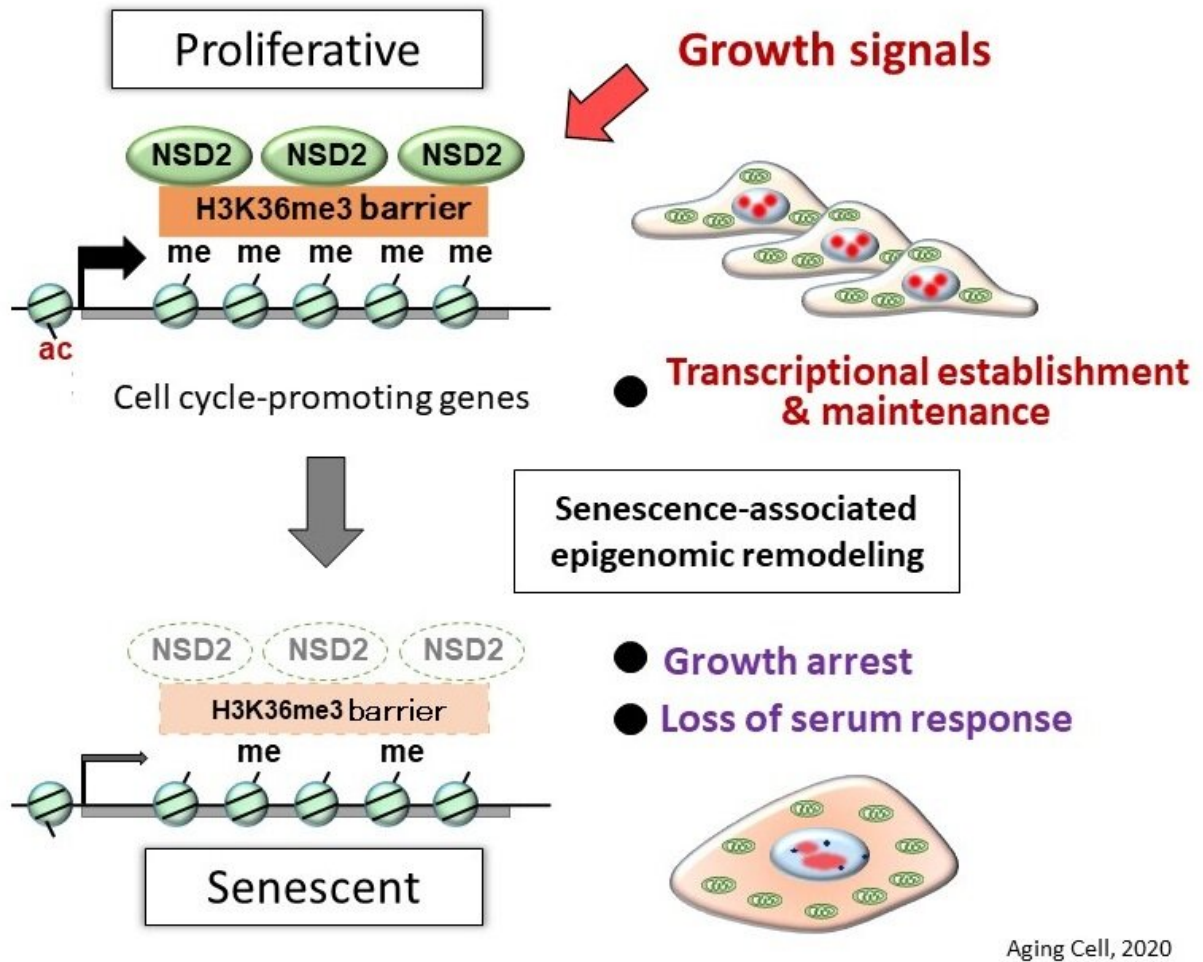 Proliferative
Growth signals
NSD2 NSD2 NSD2
H3K36me3 barrier
me me me me me
ac
Cell cycle-promoting genes
Transcriptional establishment
& maintenance
Senescence-associated
epigenomic remodeling
NSD2 NSD2 NSD2
H3K36me3 barrier
me me
Growth arrest
Loss of serum response
Senescent
Aging Cell, 2020